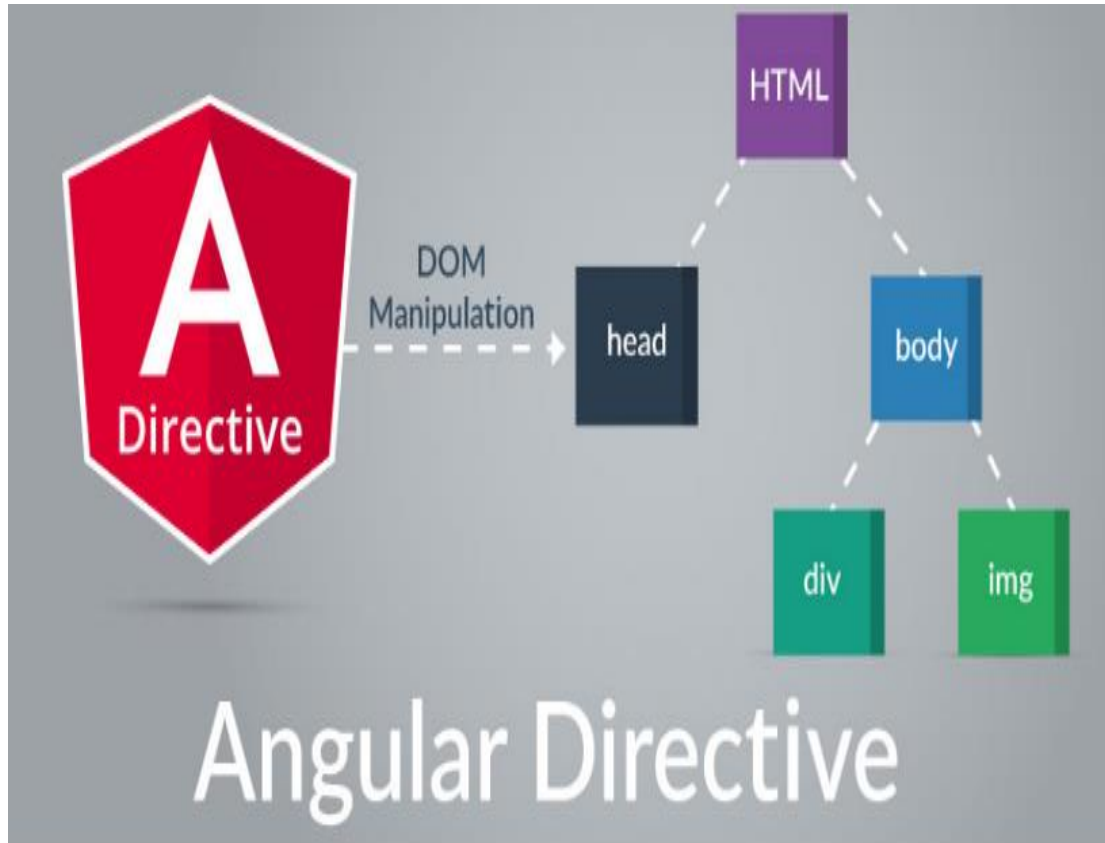 HTML
A
Directive
DOM
Manipulation
head
body
div
img
Angular Directive